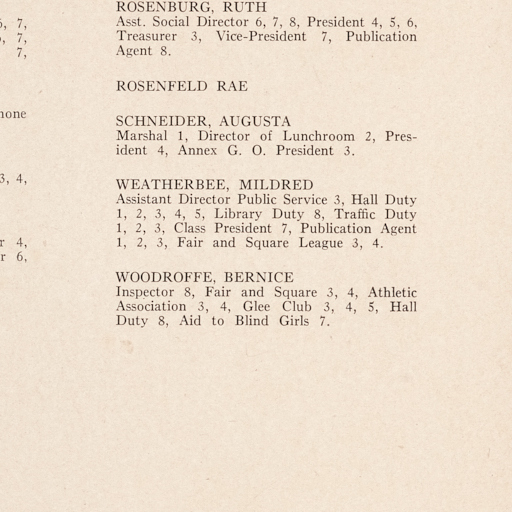 6, 7,
7,
7,
none
3, 4,
r 4,
r 6,
ROSENBURG, RUTH
Asst. Social Director 6, 7, 8, President 4, 5, 6,
Treasurer 3, Vice-President 7, Publication
Agent 8.
ROSENFELD RAE
SCHNEIDER, AUGUSTA
Marshal 1, Director of Lunchroom 2, Pres-
ident 4, Annex G. O. President 3.
WEATHERBEE, MILDRED
Assistant Director Public Service 3, Hall Duty
1, 2, 3, 4, 5, Library Duty 8, Traffic Duty
1, 2, 3, Class President 7, Publication Agent
1, 2, 3, Fair and Square League 3, 4.
WOODROFFE, BERNICE
Inspector 8, Fair and Square 3, 4, Athletic
Association 3, 4, Glee Club 3, 4, 5, Hall
Duty 8, Aid to Blind Girls 7.